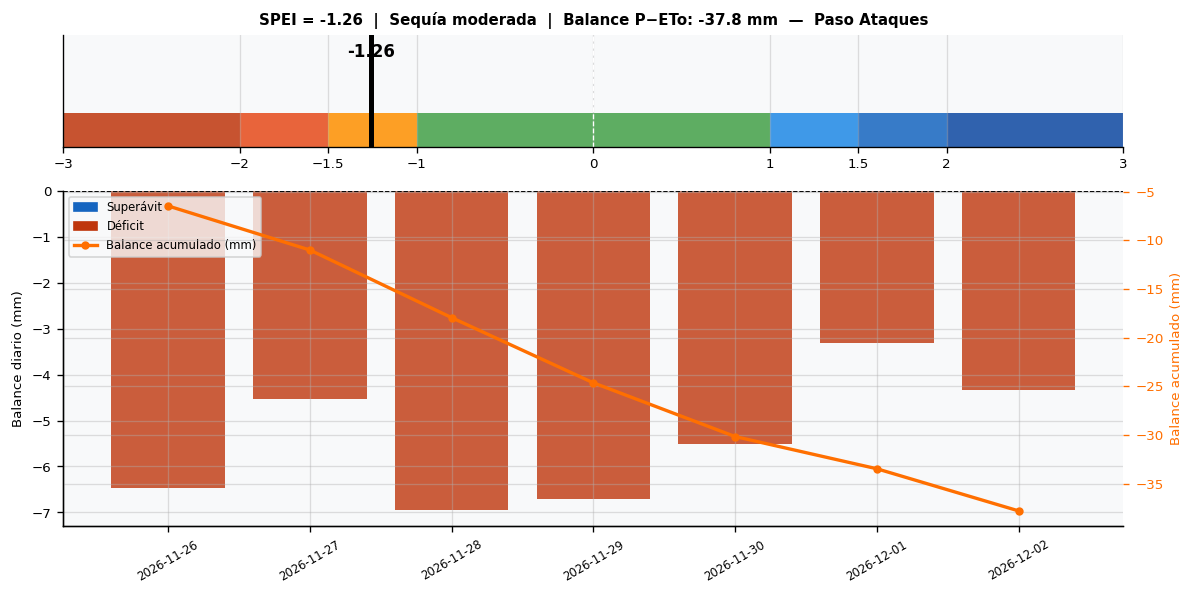 SPEI = -1.26 | Sequía moderada | Balance P−ETo: -37.8 mm — Paso Ataques
-1.26
−3 −2 −1.5 −1 0 1 1.5 2 3
Balance diario (mm)
0
−1
−2
−3
−4
−5
−6
−7
Superávit
Déficit
Balance acumulado (mm)
−5
−10
−15
−20
−25
−30
−35
Balance acumulado (mm)
2026-11-26 2026-11-27 2026-11-28 2026-11-29 2026-11-30 2026-12-01 2026-12-02